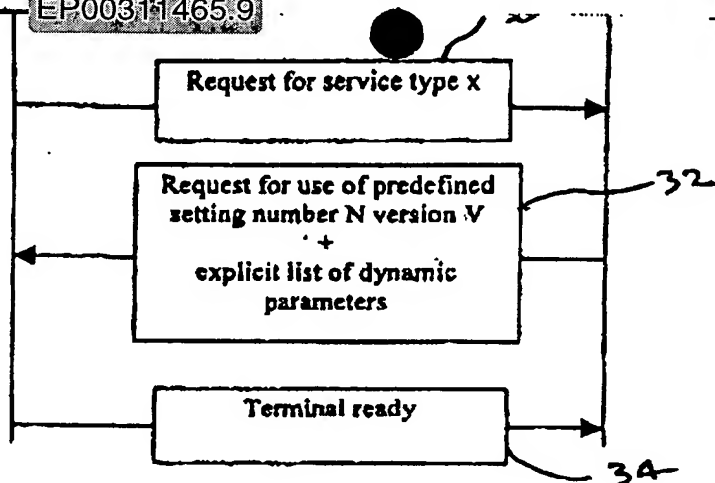 EP00311465.9
Request for service type x
Request for use of predefined
setting number N version V
+
explicit list of dynamic
parameters
32
Terminal ready
34